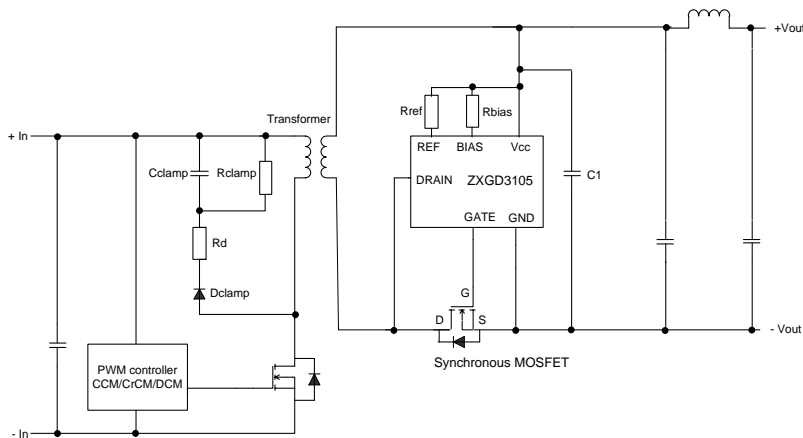 +Vout
Transformer
Rref
Rbias
+ In
REF BIAS Vcc
Cclamp
Rclamp
DRAIN ZXGD3105
C1
GATE GND
Rd
Dclamp
G
D S
- Vout
Synchronous MOSFET
PWM controller
CCM/CrCM/DCM
- In